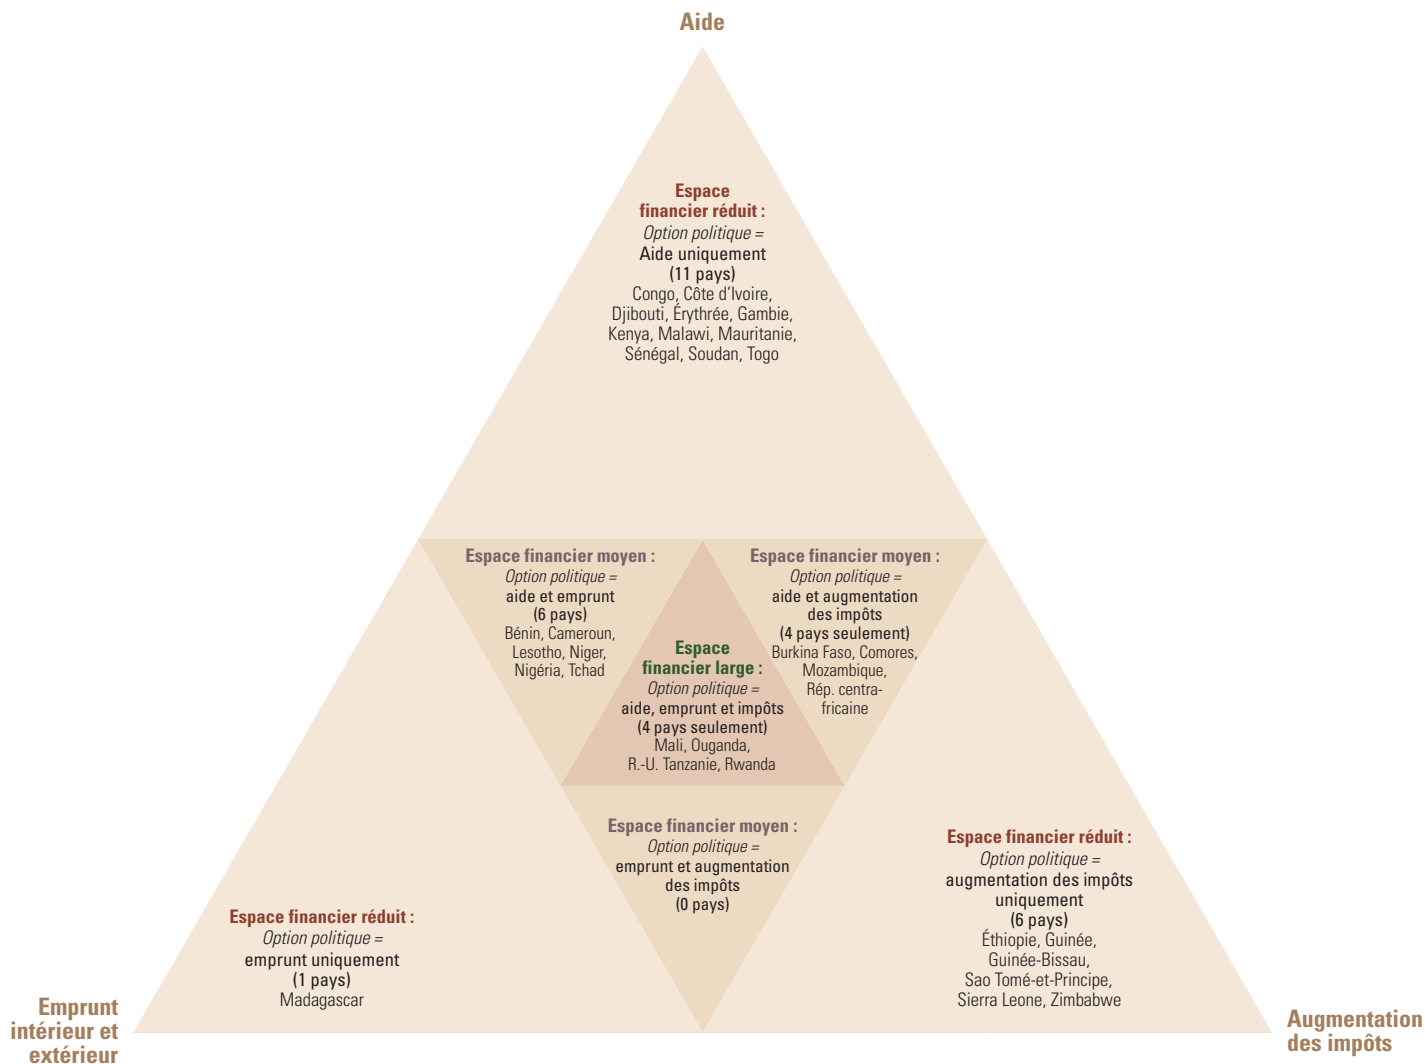 Aide
Espace
financier réduit :
Option politique =
Aide uniquement
(11 pays)
Congo, Côte d'Ivoire,
Djibouti, Érythrée, Gambie,
Kenya, Malawi, Mauritanie,
Sénégal, Soudan, Togo
Espace financier moyen :
Option politique =
aide et emprunt
(6 pays)
Bénin, Cameroun,
Lesotho, Niger,
Nigéria, Tchad
Espace financier moyen :
Option politique =
aide et augmentation
des impôts
(4 pays seulement)
Burkina Faso, Comores,
Mozambique,
Rép. centra-
fricaine
Espace
financier large :
Option politique =
aide, emprunt et impôts
(4 pays seulement)
Mali, Ouganda,
R.-U. Tanzanie, Rwanda
Espace financier moyen :
Option politique =
emprunt et augmentation
des impôts
(0 pays)
Espace financier réduit :
Option politique =
emprunt uniquement
(1 pays)
Madagascar
Espace financier réduit :
Option politique =
augmentation des impôts
uniquement
(6 pays)
Éthiopie, Guinée,
Guinée-Bissau,
Sao Tomé-et-Principe,
Sierra Leone, Zimbabwe
Emprunt
intérieur et
extérieur
Augmentation
des impôts